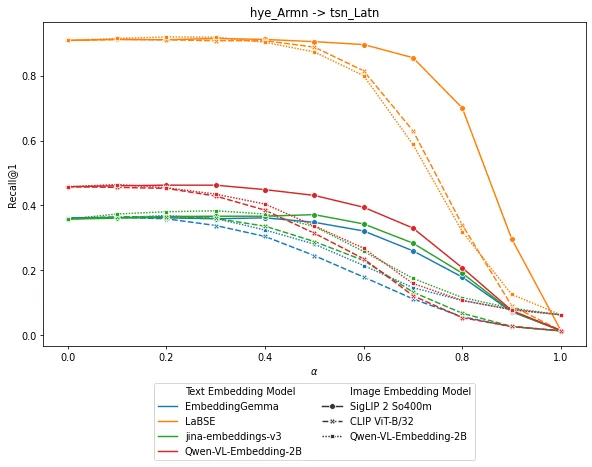 hye_Armn -> tsn_Latn
Recall@1
0.8
0.6
0.4
0.2
0.0
0.0 0.2 0.4 0.6 0.8 1.0
α
Text Embedding Model Image Embedding Model
EmbeddingGemma SigLIP 2 So400m
LaBSE CLIP ViT-B/32
jina-embeddings-v3 Qwen-VL-Embedding-2B
Qwen-VL-Embedding-2B